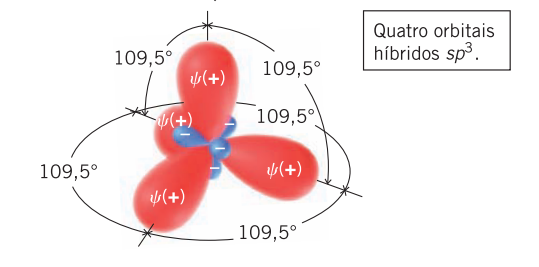 Quatro orbitais
híbridos sp³.
109,5°
109,5°
ψ(+)
109,5°
ψ(+)
–
–
–
109,5°
ψ(+)
–
ψ(+)
109,5°